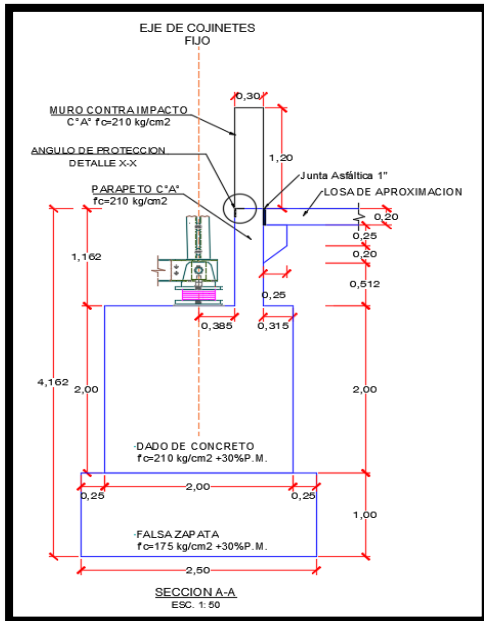 EJE DE COJINETES
FIJO
0,30
MURO CONTRA IMPACTO
C°A° f'c=210 kg/cm2
1,20
ANGULO DE PROTECCION
DETALLE X-X
Junta Asfáltica 1"
PARAPETO C°A°
f'c=210 kg/cm2
LOSA DE APROXIMACION
0,20
0,25
0,20
1,162
0,25
0,512
0,385
0,315
4,162
2,00
2,00
DADO DE CONCRETO
f'c=210 kg/cm2 +30%P.M.
0,25
2,00
0,25
1,00
FALSA ZAPATA
f'c=175 kg/cm2 +30%P.M.
2,50
SECCION A-A
ESC. 1: 50